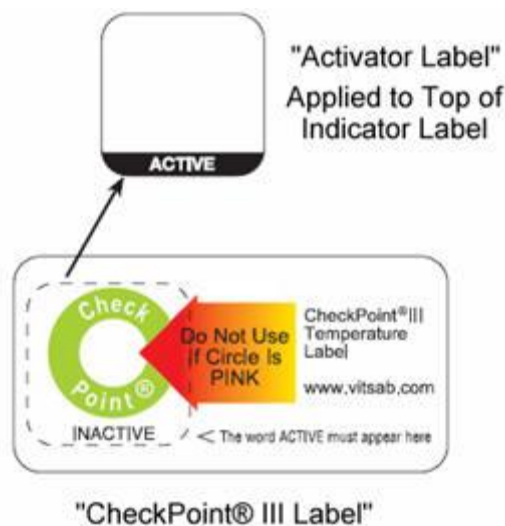 "Activator Label"
Applied to Top of
Indicator Label
ACTIVE
Check
Point®
Do Not Use
if Circle Is
PINK
CheckPoint®III
Temperature
Label
www.vitsab.com
INACTIVE
< The word ACTIVE must appear here
"CheckPoint® III Label"